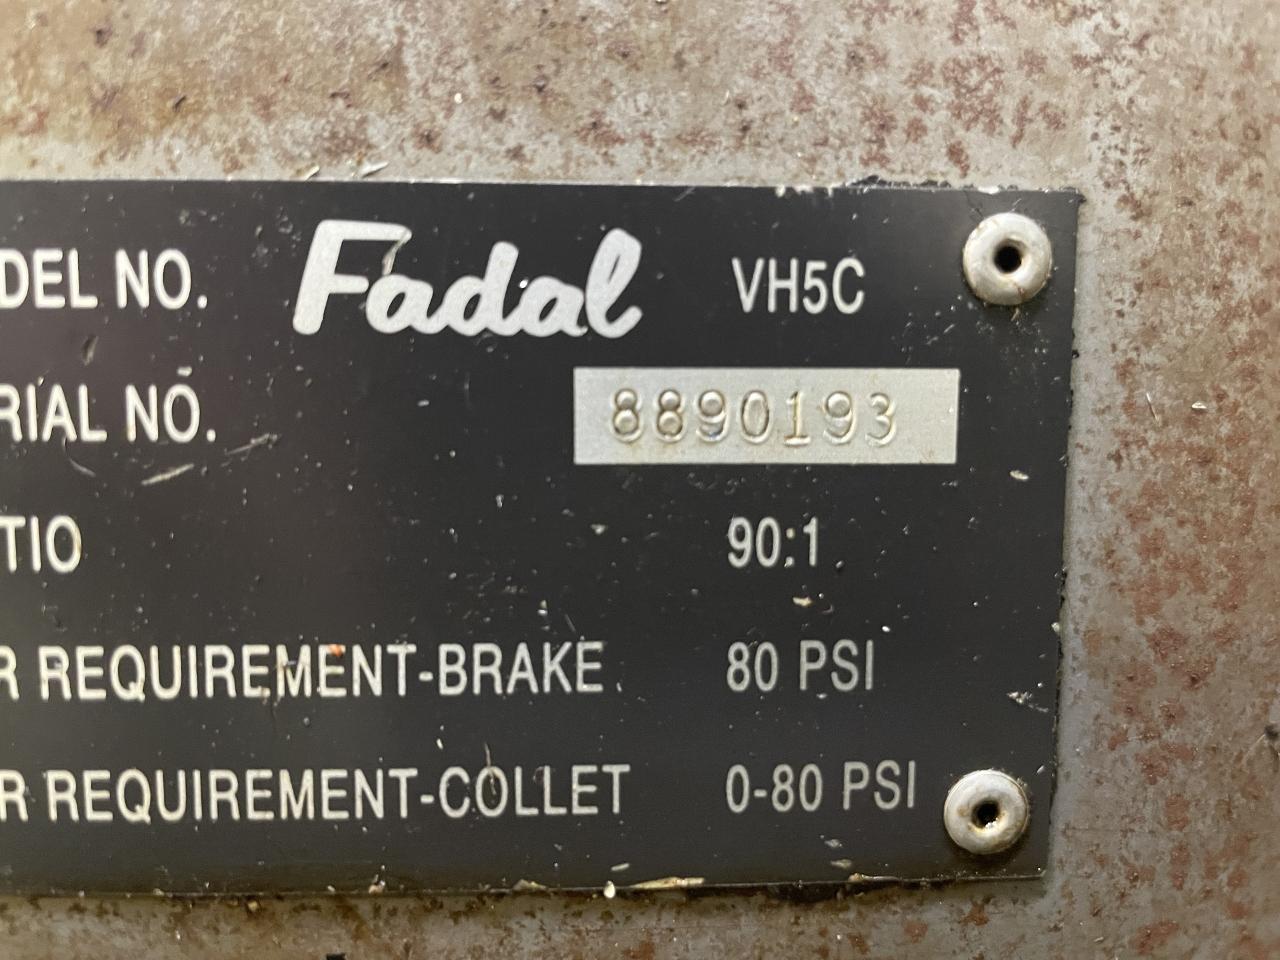 DEL NO. Fadal VH5C
RIAL NO. 8890193
TIO 90:1
R REQUIREMENT-BRAKE 80 PSI
R REQUIREMENT-COLLET 0-80 PSI